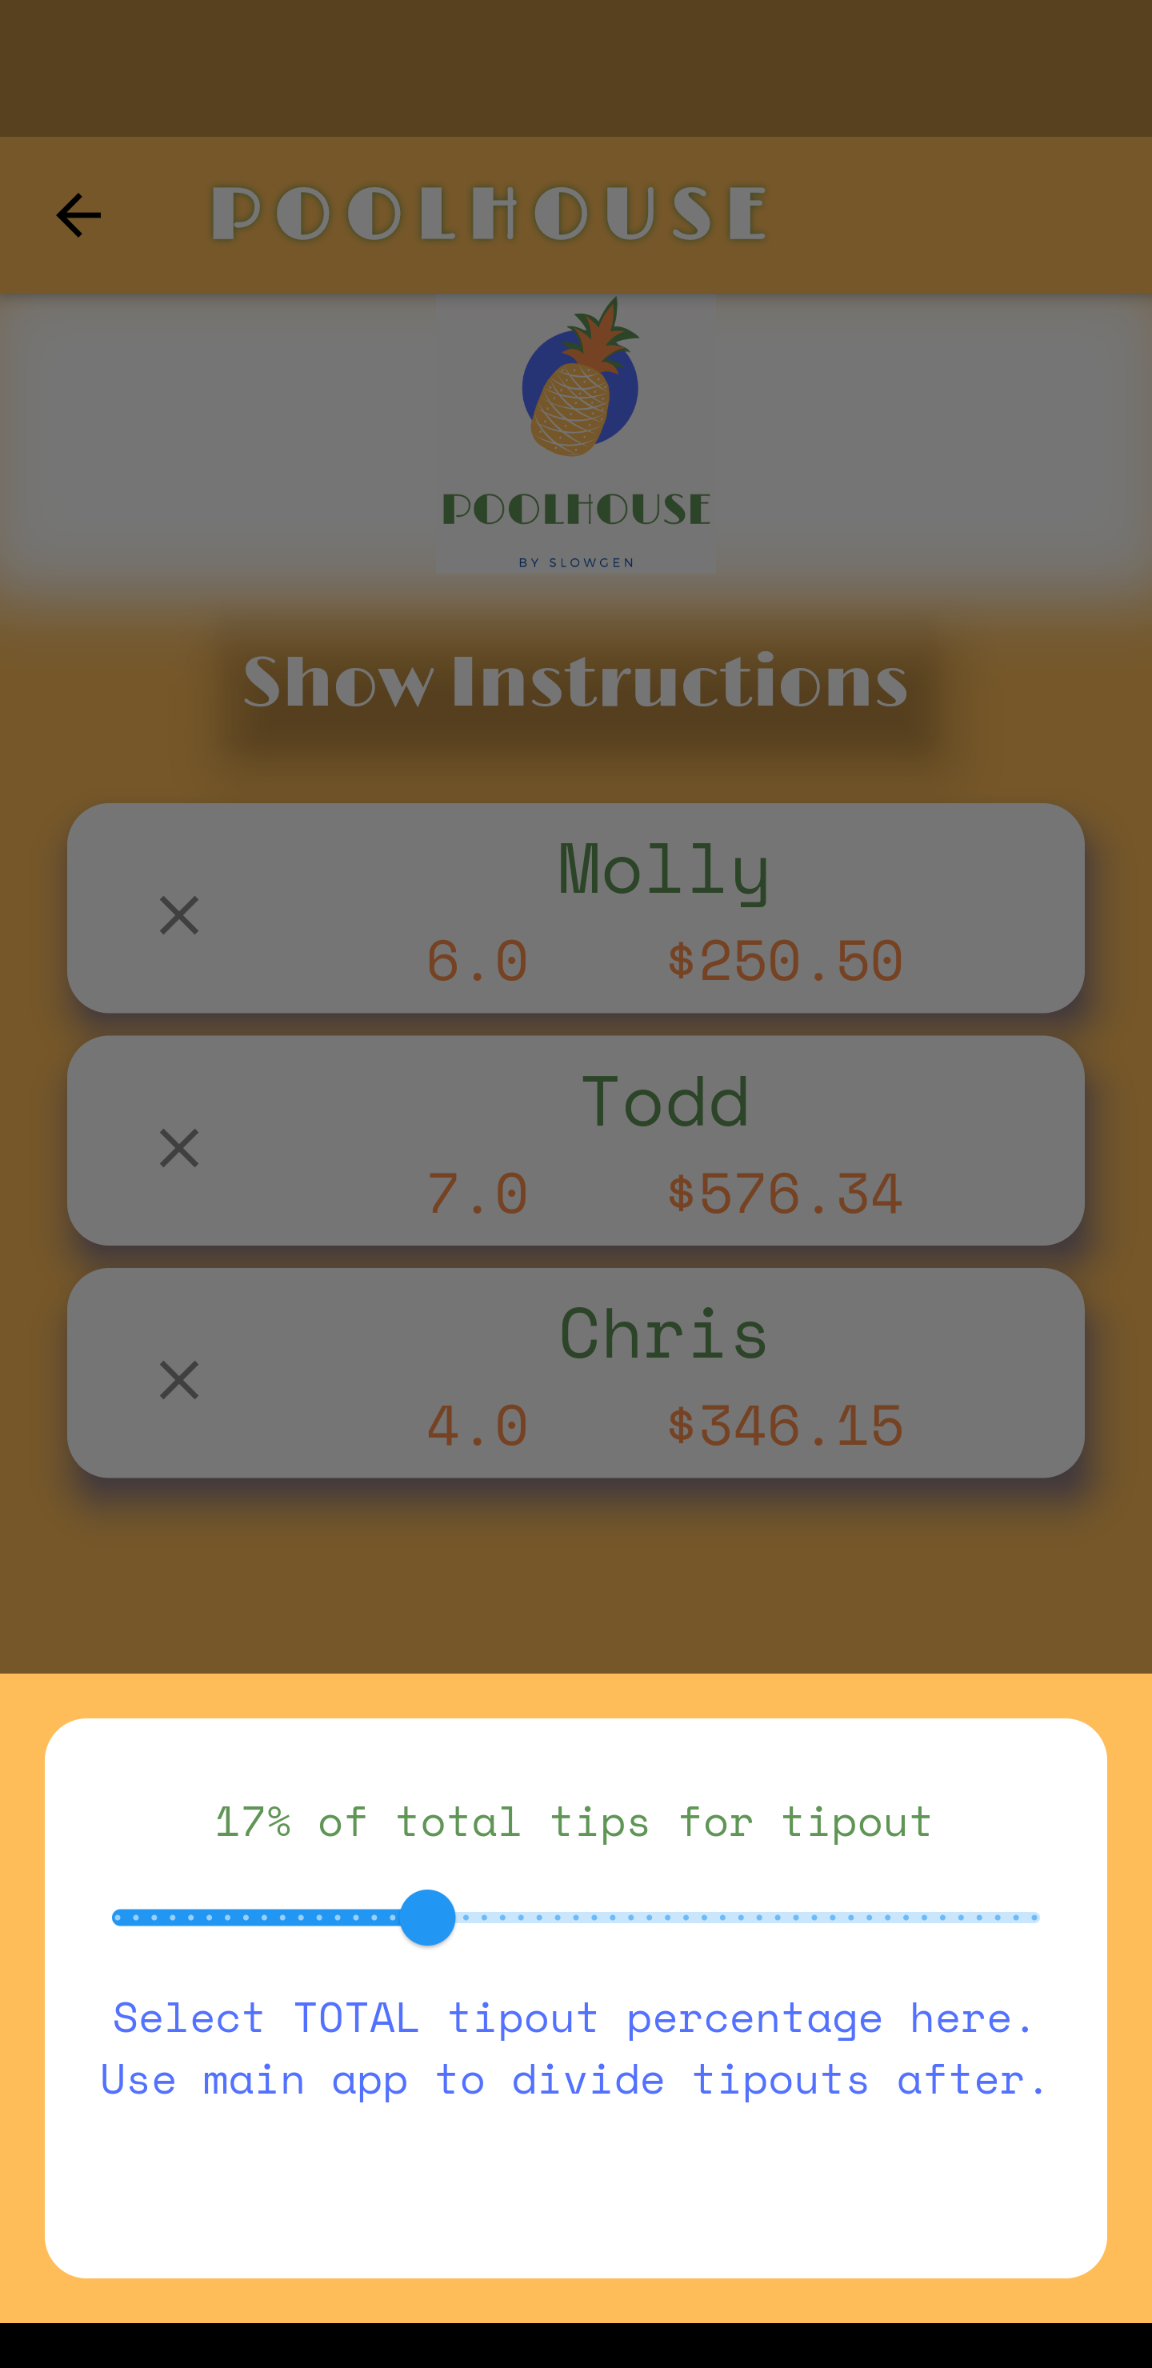 POOLHOUSE
POOLHOUSE
BY SLOWGEN
Show Instructions
Molly
6.0 $250.50
Todd
7.0 $576.34
Chris
4.0 $346.15
17% of total tips for tipout
Select TOTAL tipout percentage here.
Use main app to divide tipouts after.